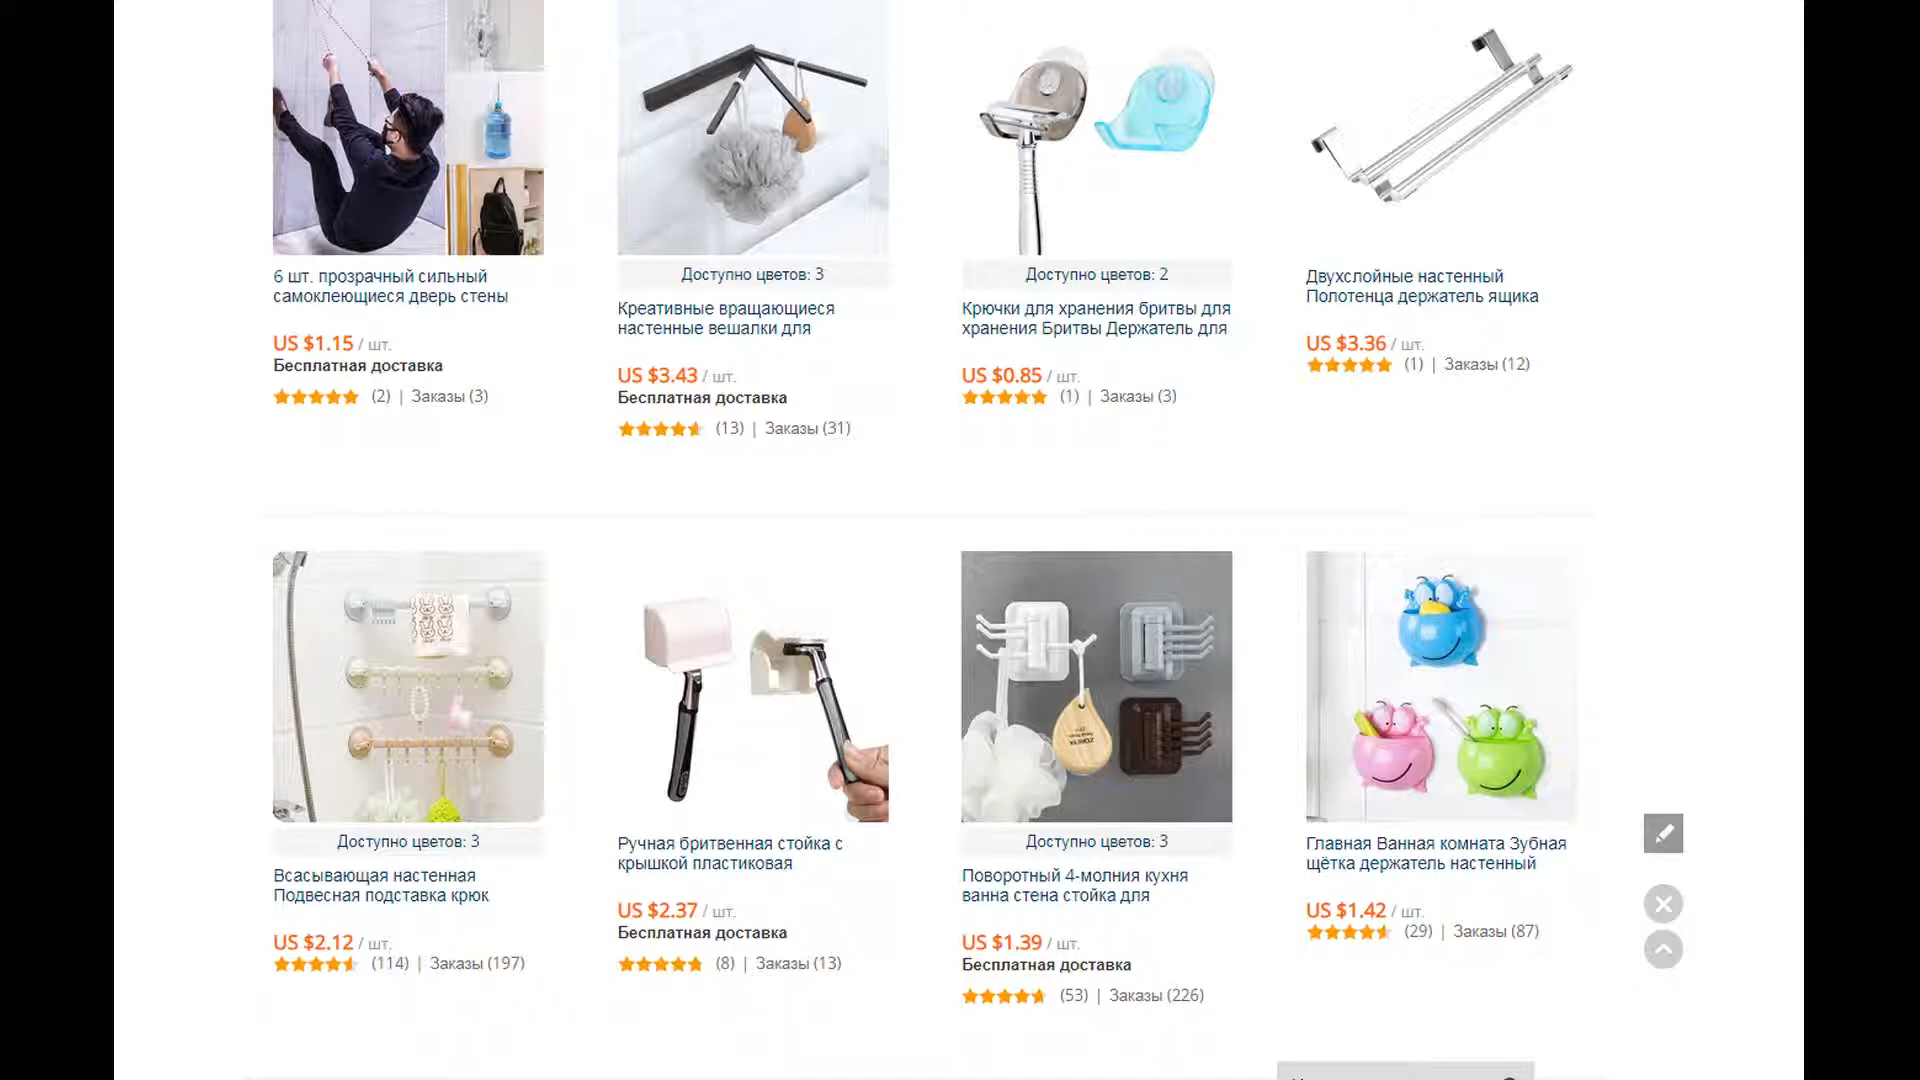 6 шт. прозрачный сильный
самоклеющиеся дверь стены
US $1.15 / шт.
Бесплатная доставка
(2) | Заказы (3)
Доступно цветов: 3
Креативные вращающиеся
настенные вешалки для
US $3.43 / шт.
Бесплатная доставка
(13) | Заказы (31)
Доступно цветов: 2
Крючки для хранения бритвы для
хранения Бритвы Держатель для
US $0.85 / шт.
(1) | Заказы (3)
Двухслойные настенный
Полотенца держатель ящика
US $3.36 / шт.
(1) | Заказы (12)
Доступно цветов: 3
Всасывающая настенная
Подвесная подставка крюк
US $2.12 / шт.
(114) | Заказы (197)
Ручная бритвенная стойка с
крышкой пластиковая
US $2.37 / шт.
Бесплатная доставка
(8) | Заказы (13)
Доступно цветов: 3
Поворотный 4-молния кухня
ванна стена стойка для
US $1.39 / шт.
Бесплатная доставка
(53) | Заказы (226)
Главная Ванная комната Зубная
щётка держатель настенный
US $1.42 / шт.
(29) | Заказы (87)